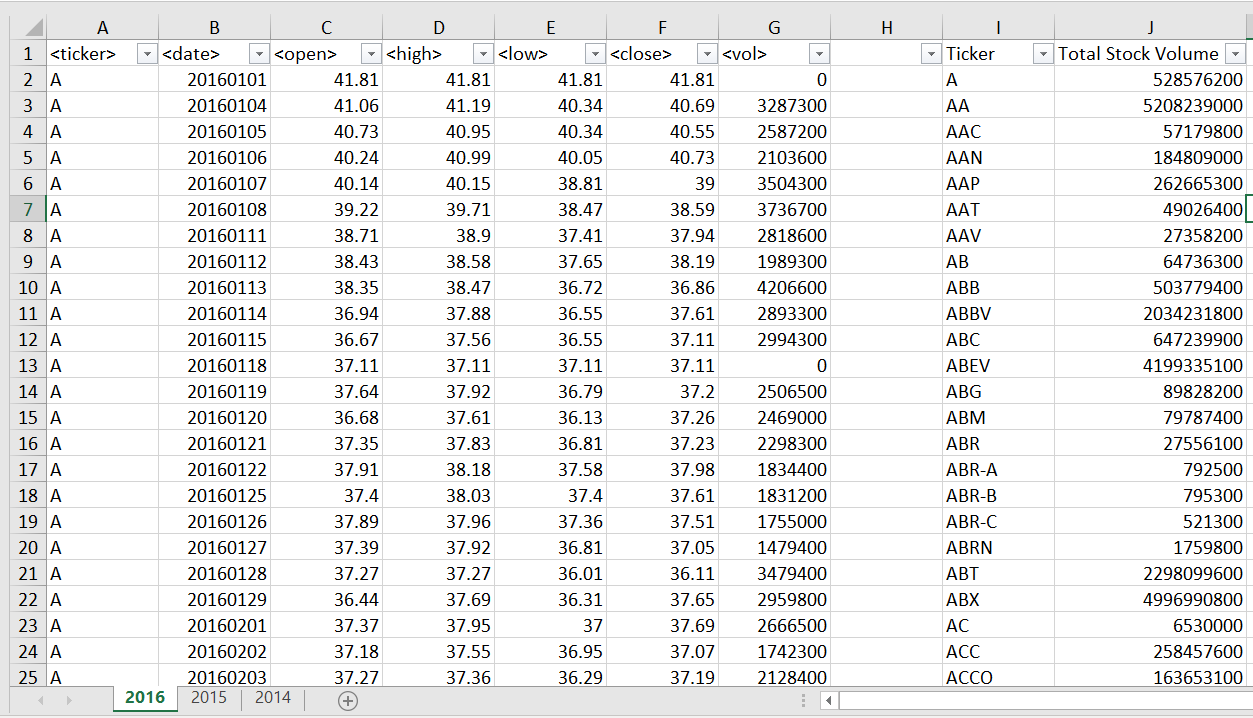 A B C D E F G H I J
1 <ticker> <date> <open> <high> <low> <close> <vol> Ticker Total Stock Volume
2 A 20160101 41.81 41.81 41.81 41.81 0 A 528576200
3 A 20160104 41.06 41.19 40.34 40.69 3287300 AA 5208239000
4 A 20160105 40.73 40.95 40.34 40.55 2587200 AAC 57179800
5 A 20160106 40.24 40.99 40.05 40.73 2103600 AAN 184809000
6 A 20160107 40.14 40.15 38.81 39 3504300 AAP 262665300
7 A 20160108 39.22 39.71 38.47 38.59 3736700 AAT 49026400
8 A 20160111 38.71 38.9 37.41 37.94 2818600 AAV 27358200
9 A 20160112 38.43 38.58 37.65 38.19 1989300 AB 64736300
10 A 20160113 38.35 38.47 36.72 36.86 4206600 ABB 503779400
11 A 20160114 36.94 37.88 36.55 37.61 2893300 ABBV 2034231800
12 A 20160115 36.67 37.56 36.55 37.11 2994300 ABC 647239900
13 A 20160118 37.11 37.11 37.11 37.11 0 ABEV 4199335100
14 A 20160119 37.64 37.92 36.79 37.2 2506500 ABG 89828200
15 A 20160120 36.68 37.61 36.13 37.26 2469000 ABM 79787400
16 A 20160121 37.35 37.83 36.81 37.23 2298300 ABR 27556100
17 A 20160122 37.91 38.18 37.58 37.98 1834400 ABR-A 792500
18 A 20160125 37.4 38.03 37.4 37.61 1831200 ABR-B 795300
19 A 20160126 37.89 37.96 37.36 37.51 1755000 ABR-C 521300
20 A 20160127 37.39 37.92 36.81 37.05 1479400 ABRN 1759800
21 A 20160128 37.27 37.27 36.01 36.11 3479400 ABT 2298099600
22 A 20160129 36.44 37.69 36.31 37.65 2959800 ABX 4996990800
23 A 20160201 37.37 37.95 37 37.69 2666500 AC 6530000
24 A 20160202 37.18 37.55 36.95 37.07 1742300 ACC 258457600
25 A 20160203 37.27 37.36 36.29 37.19 2128400 ACCO 163653100
2016 2015 2014